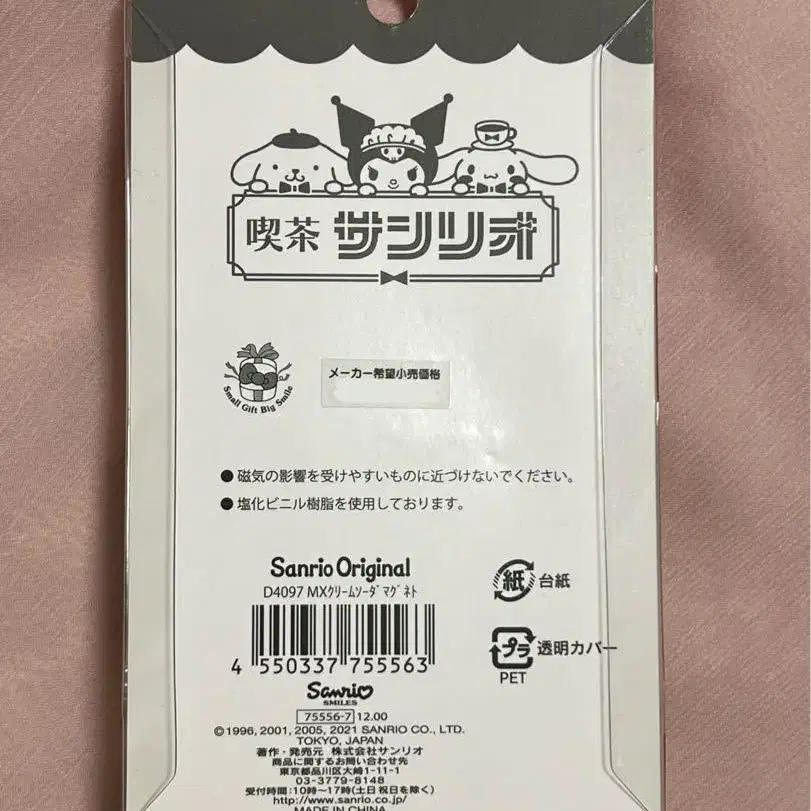 喫茶 サンリオ
Small Gift Big Smile
メーカー希望小売価格
●磁気の影響を受けやすいものに近づけないでください。
●塩化ビニル樹脂を使用しております。
Sanrio Original
D4097 MXｸﾘｰﾑｿｰﾀﾞﾏｸﾞﾈﾄ
4 550337 755563
紙 台紙
プラ 透明カバー
PET
Sanrio
SMILES
75556-7 12.00
©1996, 2001, 2005, 2021 SANRIO CO., LTD.
TOKYO, JAPAN
著作・発売元 株式会社サンリオ
商品に関するお問い合わせ
東京都品川区大崎1-11-1
03-3779-8148
受付時間:10時〜17時(土日祝日を除く)
http://www.sanrio.co.jp/
MADE IN CHINA